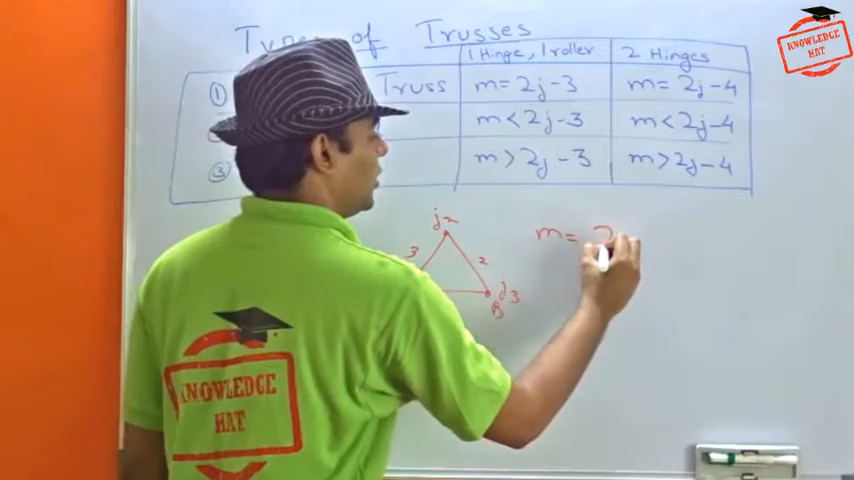 Types of Trusses
1 Hinge, 1 roller 2 Hinges
① Truss m = 2j - 3 m = 2j - 4
m < 2j - 3 m < 2j - 4
③ m > 2j - 3 m > 2j - 4
j2
3 2
B j3
m =
KNOWLEDGE
HAT
KNOWLEDGE
HAT